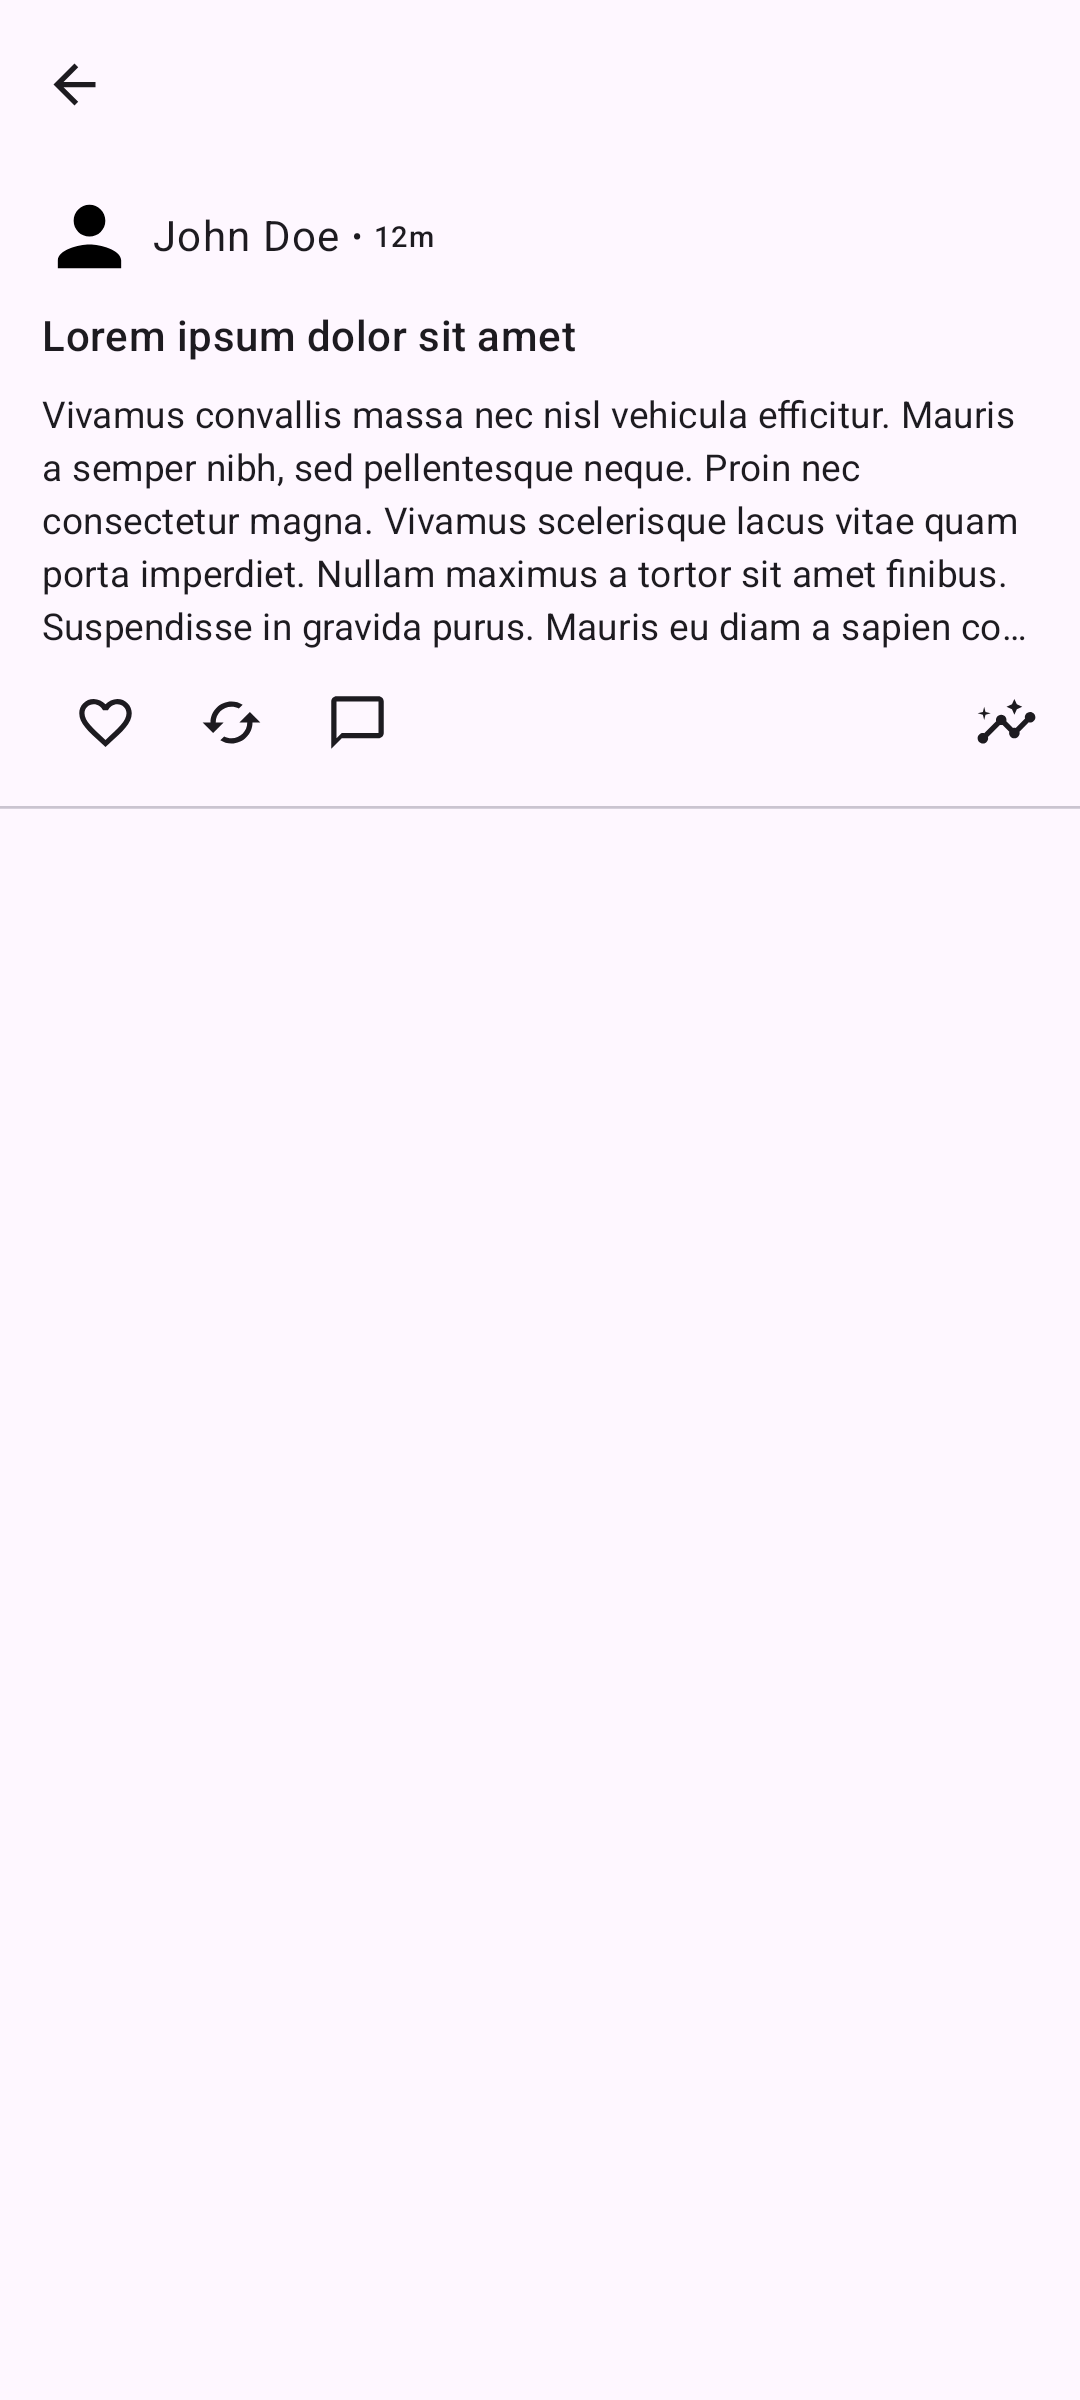 John Doe • 12m
Lorem ipsum dolor sit amet
Vivamus convallis massa nec nisl vehicula efficitur. Mauris
a semper nibh, sed pellentesque neque. Proin nec
consectetur magna. Vivamus scelerisque lacus vitae quam
porta imperdiet. Nullam maximus a tortor sit amet finibus.
Suspendisse in gravida purus. Mauris eu diam a sapien co…